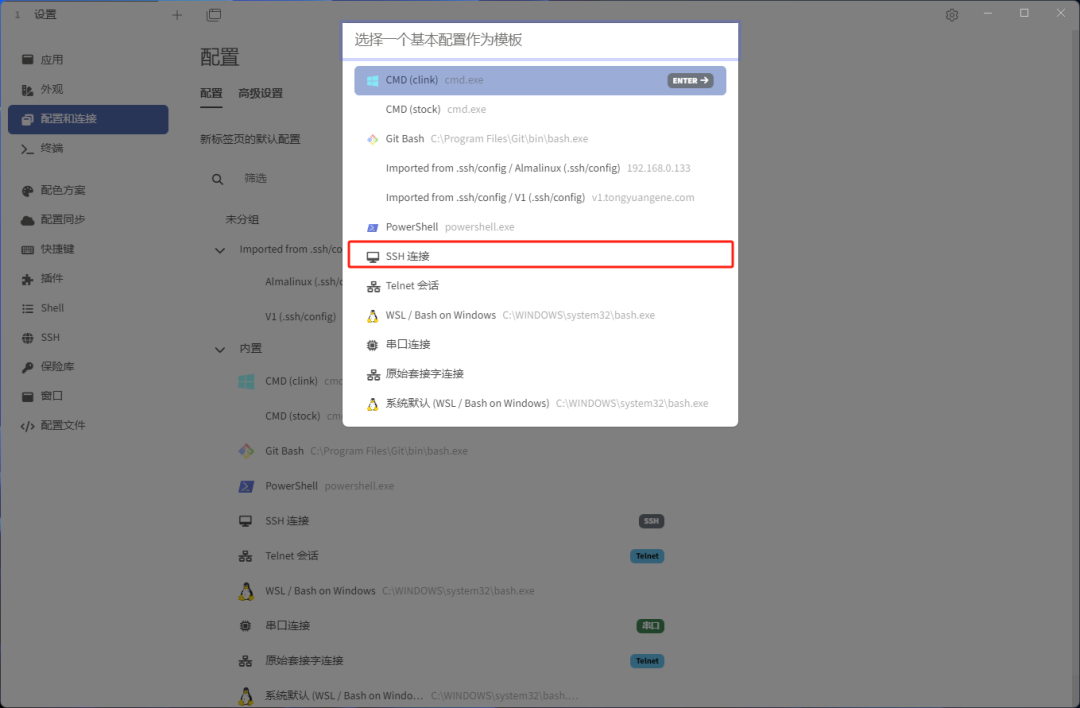 1 设置
应用
外观
配置和连接
>_ 终端
配色方案
配置同步
快捷键
插件
Shell
SSH
保险库
窗口
</> 配置文件
配置
配置 高级设置
新标签页的默认配置
筛选
未分组
Imported from .ssh/co
Almalinux (.ssh/c
V1 (.ssh/config)
内置
CMD (clink) cmd
CMD (stock) cm
Git Bash C:\Program Files\Git\bin\bash.exe
PowerShell powershell.exe
SSH 连接 SSH
Telnet 会话 Telnet
WSL / Bash on Windows C:\WINDOWS\system32\bash.exe
串口连接 串口
原始套接字连接 Telnet
系统默认 (WSL / Bash on Windo... C:\WINDOWS\system32\bash....
选择一个基本配置作为模板
CMD (clink) cmd.exe ENTER →
CMD (stock) cmd.exe
Git Bash C:\Program Files\Git\bin\bash.exe
Imported from .ssh/config / Almalinux (.ssh/config) 192.168.0.133
Imported from .ssh/config / V1 (.ssh/config) v1.tongyuangene.com
PowerShell powershell.exe
SSH 连接
Telnet 会话
WSL / Bash on Windows C:\WINDOWS\system32\bash.exe
串口连接
原始套接字连接
系统默认 (WSL / Bash on Windows) C:\WINDOWS\system32\bash.exe